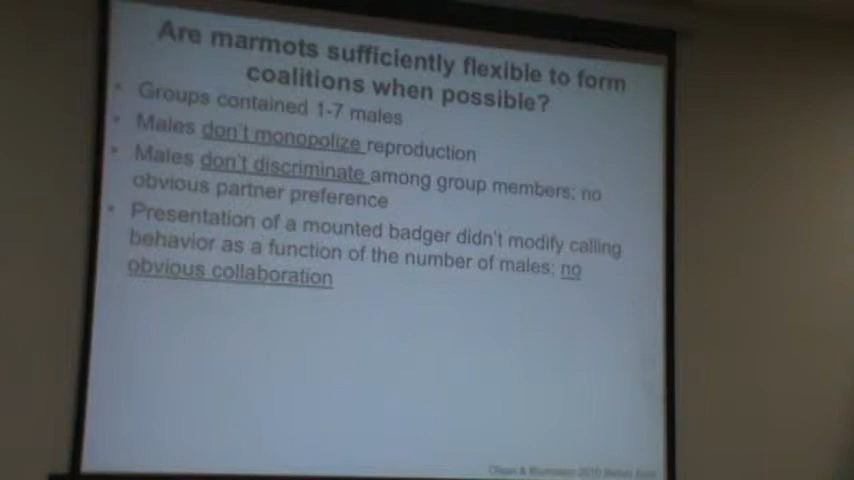 Are marmots sufficiently flexible to form
coalitions when possible?
• Groups contained 1-7 males
• Males don't monopolize reproduction
• Males don't discriminate among group members; no
obvious partner preference
• Presentation of a mounted badger didn't modify calling
behavior as a function of the number of males; no
obvious collaboration
2010